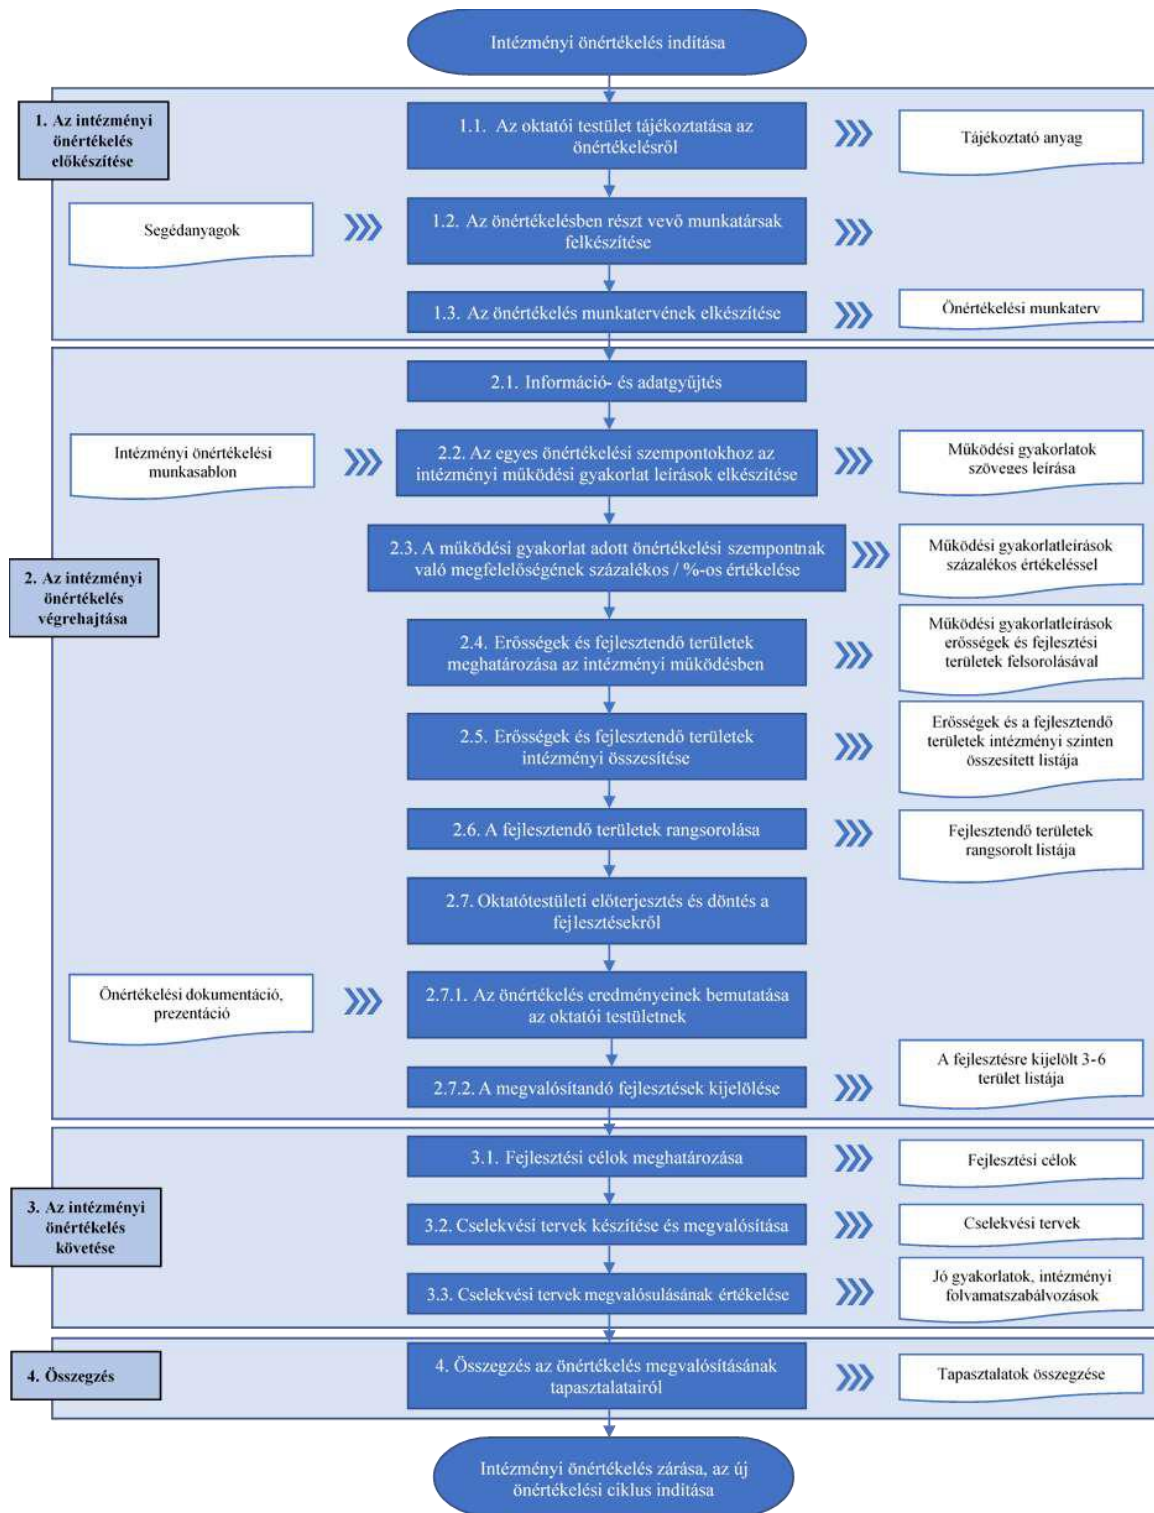 Intézményi önértékelés indítása
1. Az intézményi
önértékelés
előkészítése
1.1. Az oktatói testület tájékoztatása az
önértékelésről
Tájékoztató anyag
Segédanyagok
1.2. Az önértékelésben részt vevő munkatársak
felkészítése
1.3. Az önértékelés munkatervének elkészítése
Önértékelési munkaterv
2. Az intézményi
önértékelés
végrehajtása
2.1. Információ- és adatgyűjtés
Intézményi önértékelési
munkasablon
2.2. Az egyes önértékelési szempontokhoz az
intézményi működési gyakorlat leírások elkészítése
Működési gyakorlatok
szöveges leírása
2.3. A működési gyakorlat adott önértékelési szempontnak
való megfelelőségének százalékos / %-os értékelése
Működési gyakorlatleírások
százalékos értékeléssel
2.4. Erősségek és fejlesztendő területek
meghatározása az intézményi működésben
Működési gyakorlatleírások
erősségek és fejlesztési
területek felsorolásával
2.5. Erősségek és fejlesztendő területek
intézményi összesítése
Erősségek és a fejlesztendő
területek intézményi szinten
összesített listája
2.6. A fejlesztendő területek rangsorolása
Fejlesztendő területek
rangsorolt listája
2.7. Oktatótestületi előterjesztés és döntés a
fejlesztésekről
Önértékelési dokumentáció,
prezentáció
2.7.1. Az önértékelés eredményeinek bemutatása
az oktatói testületnek
2.7.2. A megvalósítandó fejlesztések kijelölése
A fejlesztésre kijelölt 3-6
terület listája
3. Az intézményi
önértékelés
követése
3.1. Fejlesztési célok meghatározása
Fejlesztési célok
3.2. Cselekvési tervek készítése és megvalósítása
Cselekvési tervek
3.3. Cselekvési tervek megvalósulásának értékelése
Jó gyakorlatok, intézményi
folyamatszabályozások
4. Összegzés
4. Összegzés az önértékelés megvalósításának
tapasztalatairól
Tapasztalatok összegzése
Intézményi önértékelés zárása, az új
önértékelési ciklus indítása